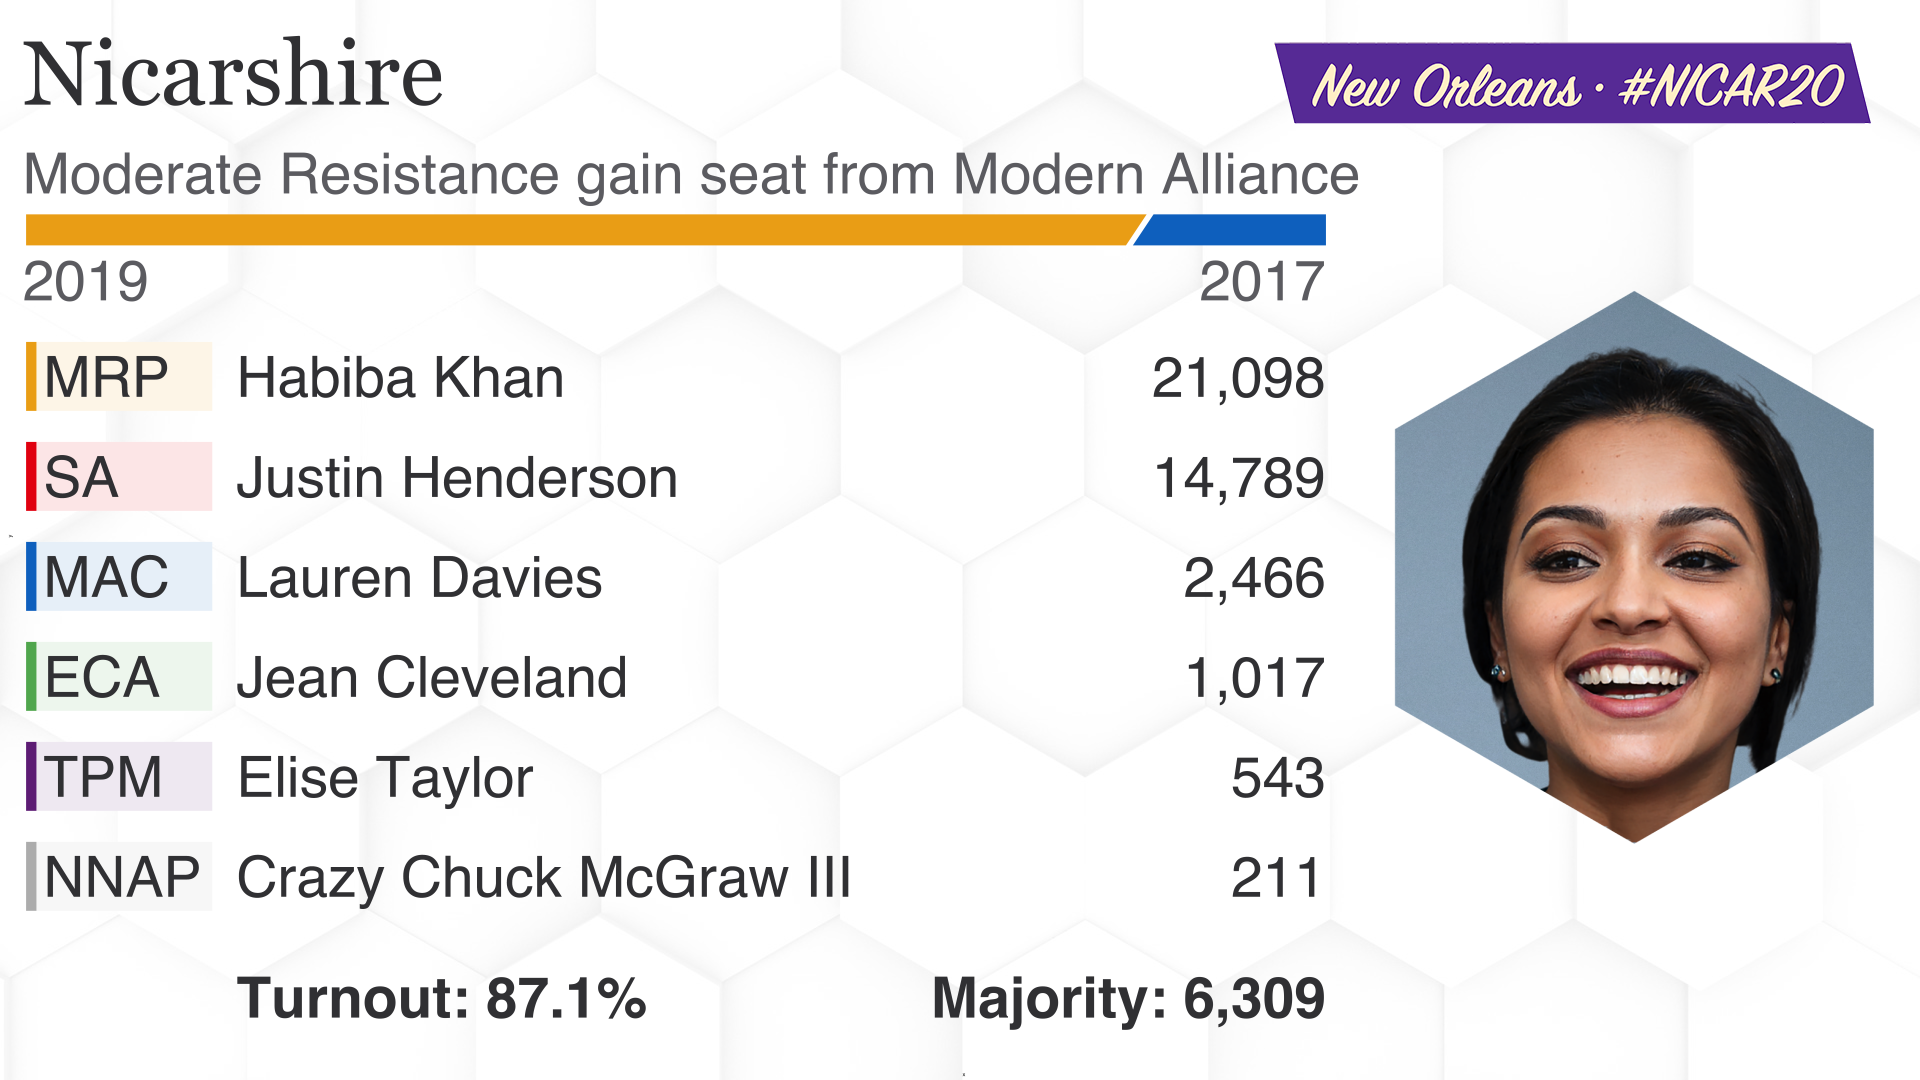 Nicarshire
New Orleans · #NICAR20
Moderate Resistance gain seat from Modern Alliance
2019 2017
MRP Habiba Khan 21,098
SA Justin Henderson 14,789
MAC Lauren Davies 2,466
ECA Jean Cleveland 1,017
TPM Elise Taylor 543
NNAP Crazy Chuck McGraw III 211
Turnout: 87.1% Majority: 6,309